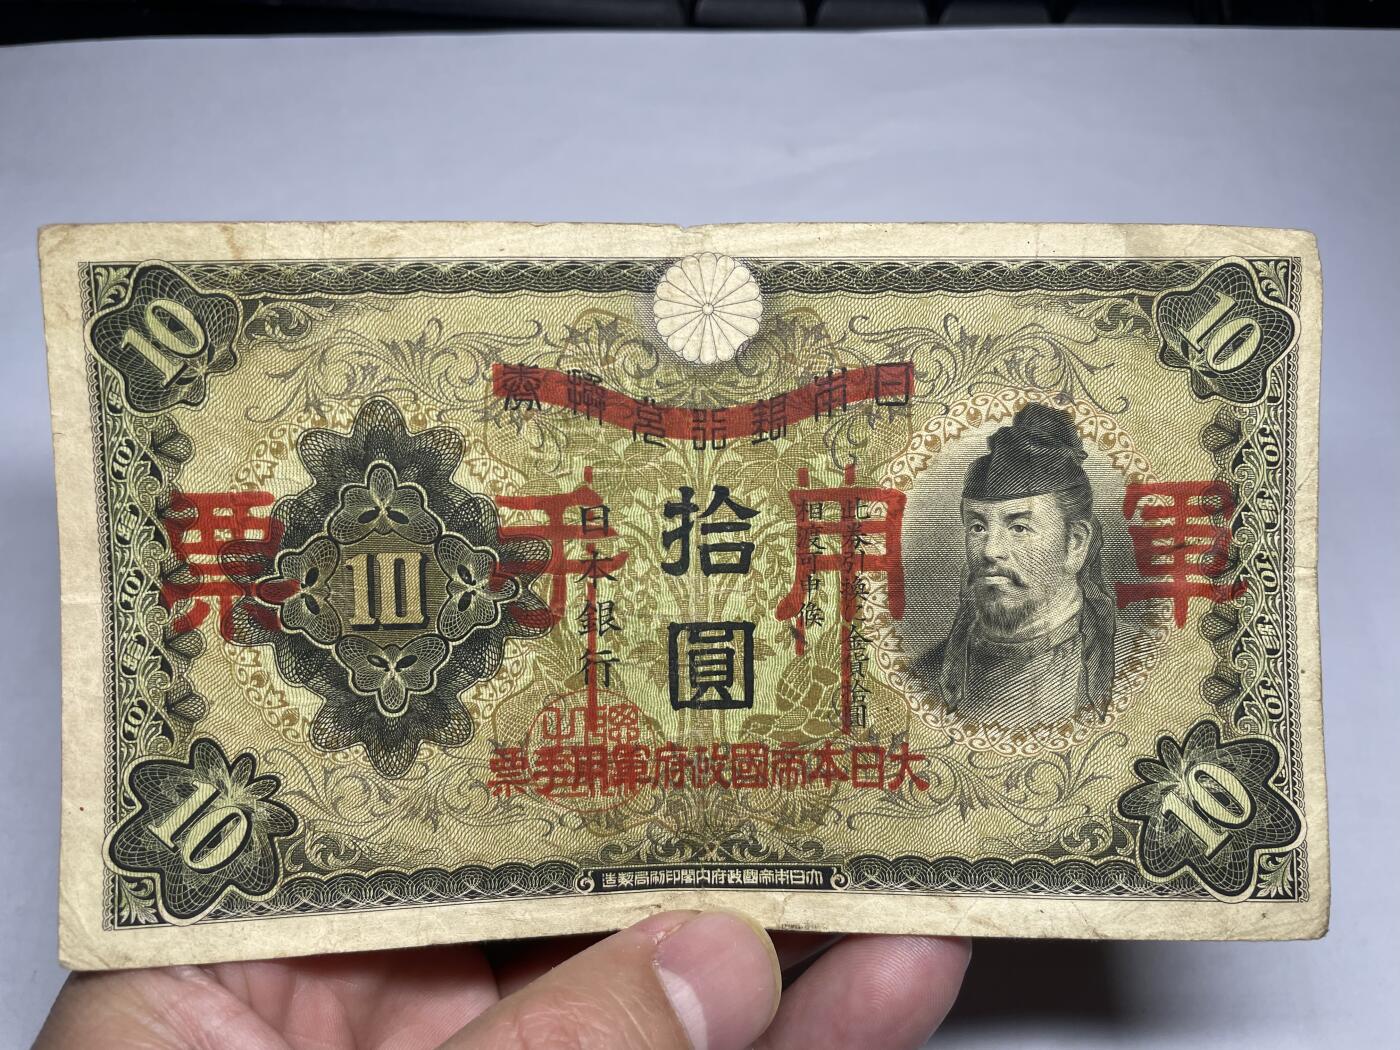 10
10
日本銀行兌換券
軍用手票
拾圓
此券引換に金貨拾圓
相渡可申候
日本銀行
10
大日本帝國政府軍用手票
10
10
大日本帝國政府内閣印刷局製造